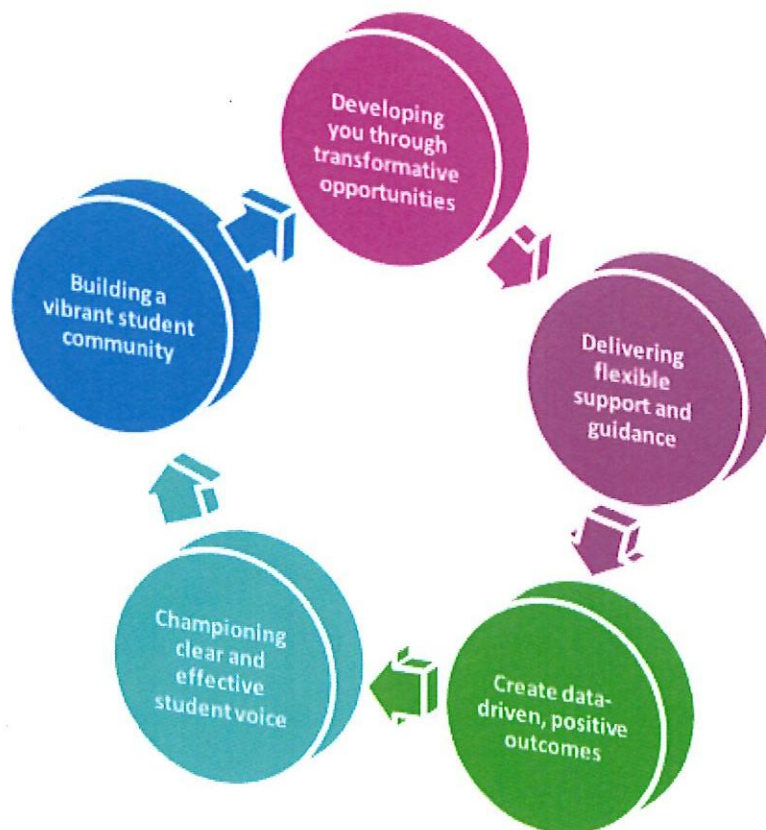 Developing
you through
transformative
opportunities
Delivering
flexible
support and
guidance
Create data-
driven, positive
outcomes
Championing
clear and
effective
student voice
Building a
vibrant student
community